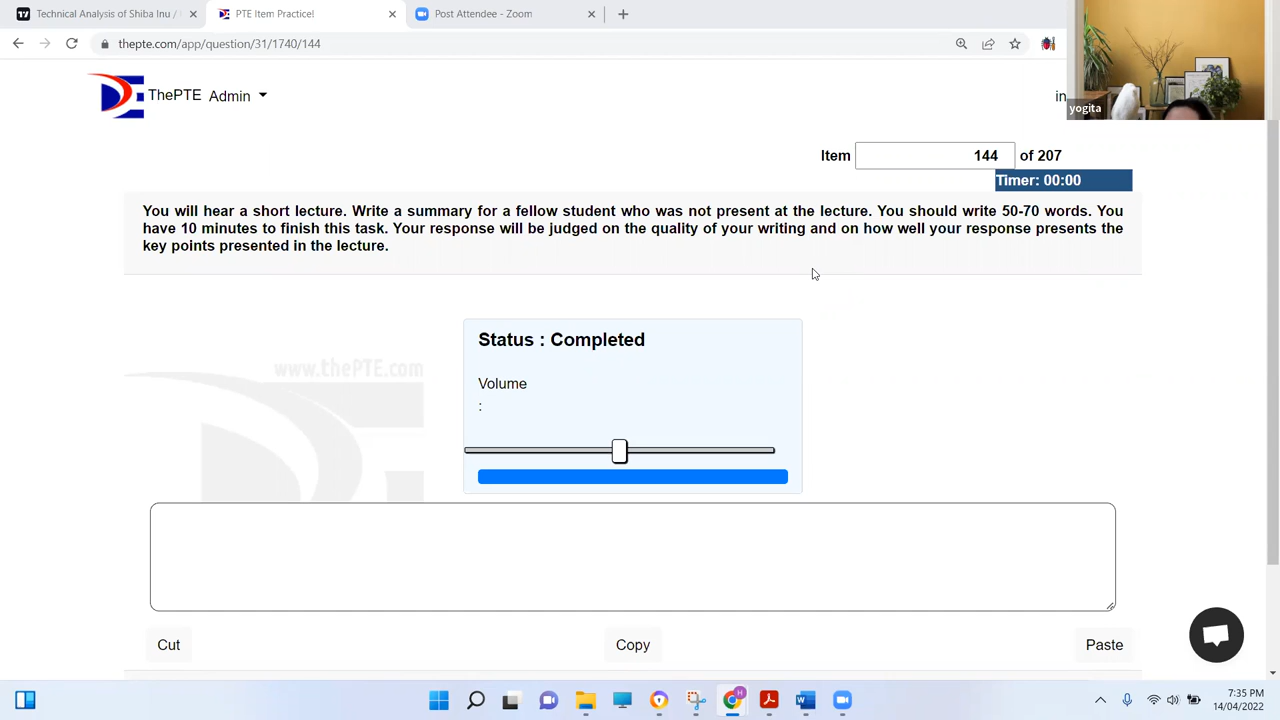 Technical Analysis of Shiba Inu /
PTE Item Practice!
Post Attendee - Zoom
thepte.com/app/question/31/1740/144
yogita
ThePTE Admin
in
Item 144 of 207
Timer: 00:00
You will hear a short lecture. Write a summary for a fellow student who was not present at the lecture. You should write 50-70 words. You
have 10 minutes to finish this task. Your response will be judged on the quality of your writing and on how well your response presents the
key points presented in the lecture.
www.thePTE.com
Status : Completed
Volume
:
Cut
Copy
Paste
7:35 PM
14/04/2022